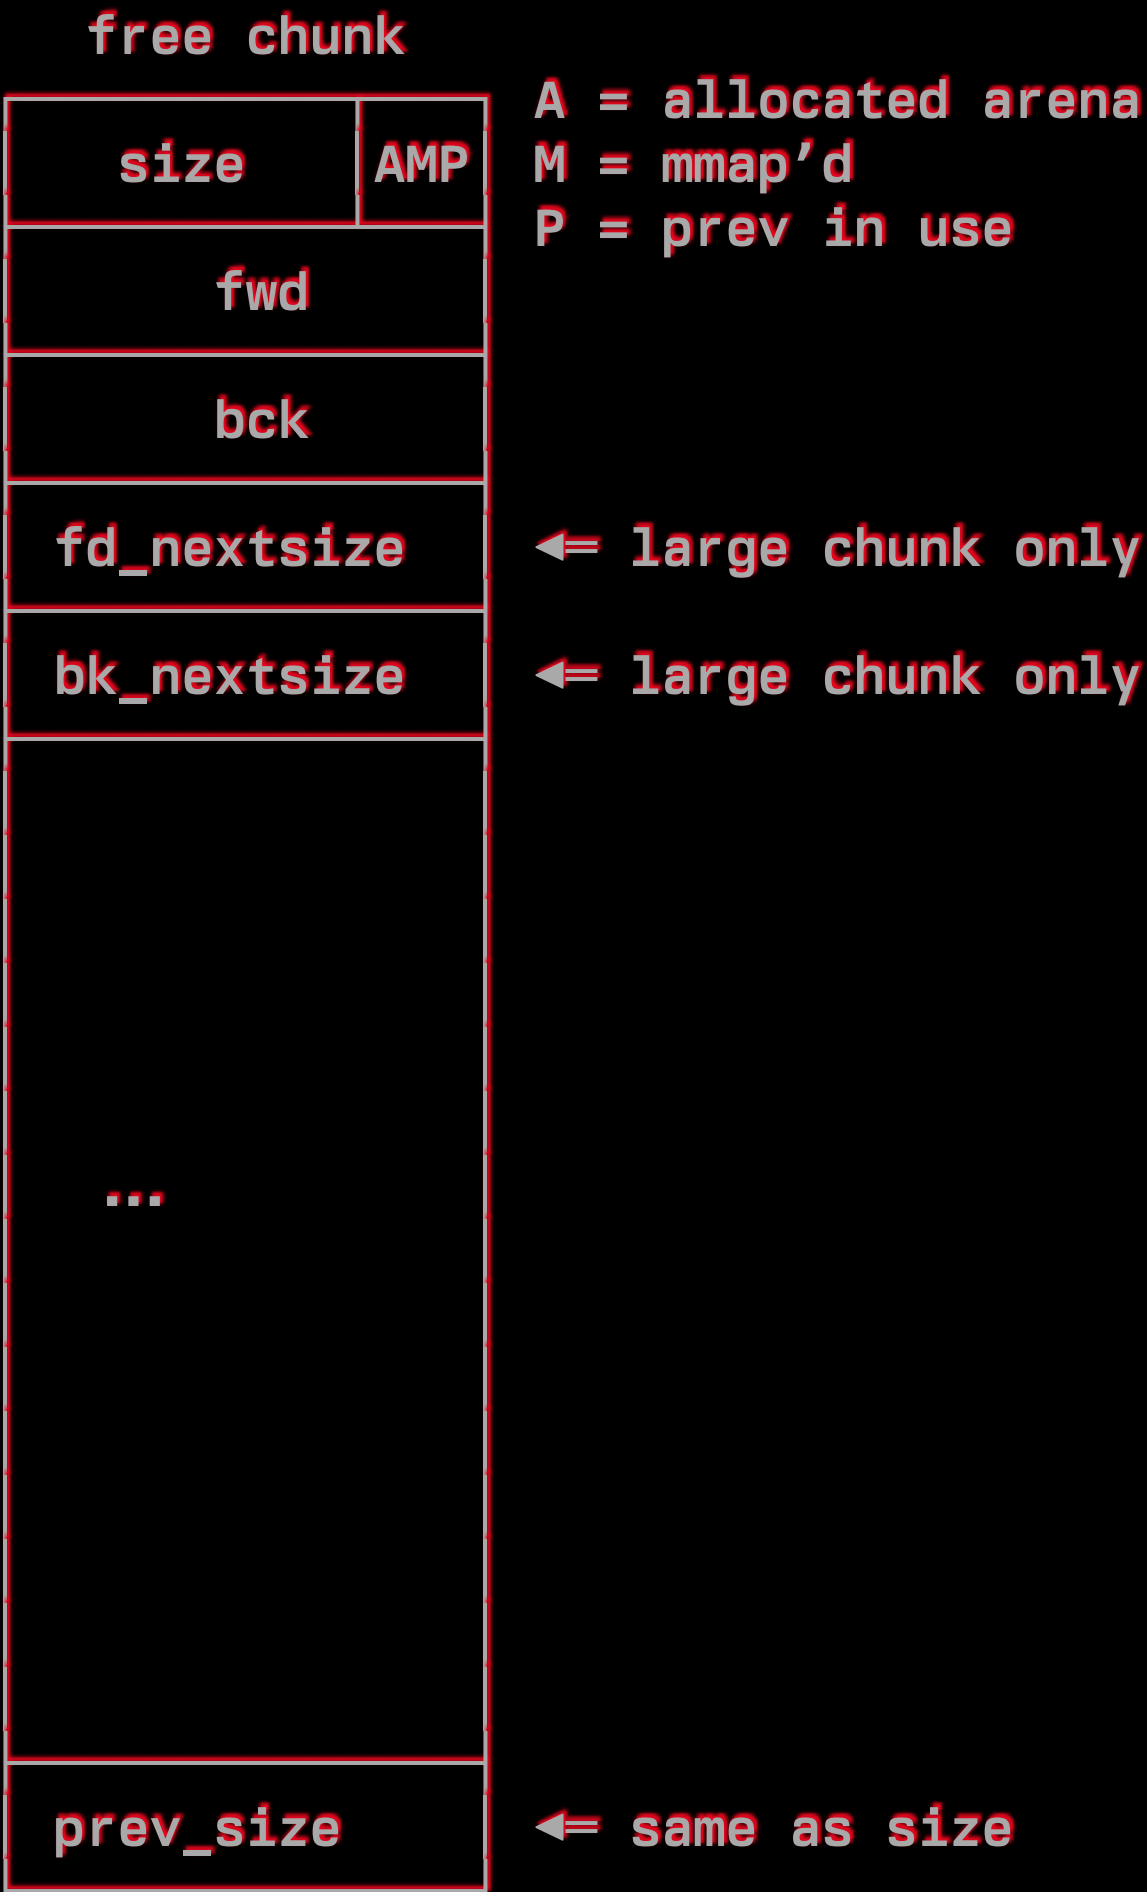 free chunk
A = allocated arena
size AMP
M = mmap’d
P = prev in use
fwd
bck
fd_nextsize <= large chunk only
bk_nextsize <= large chunk only
...
prev_size <= same as size